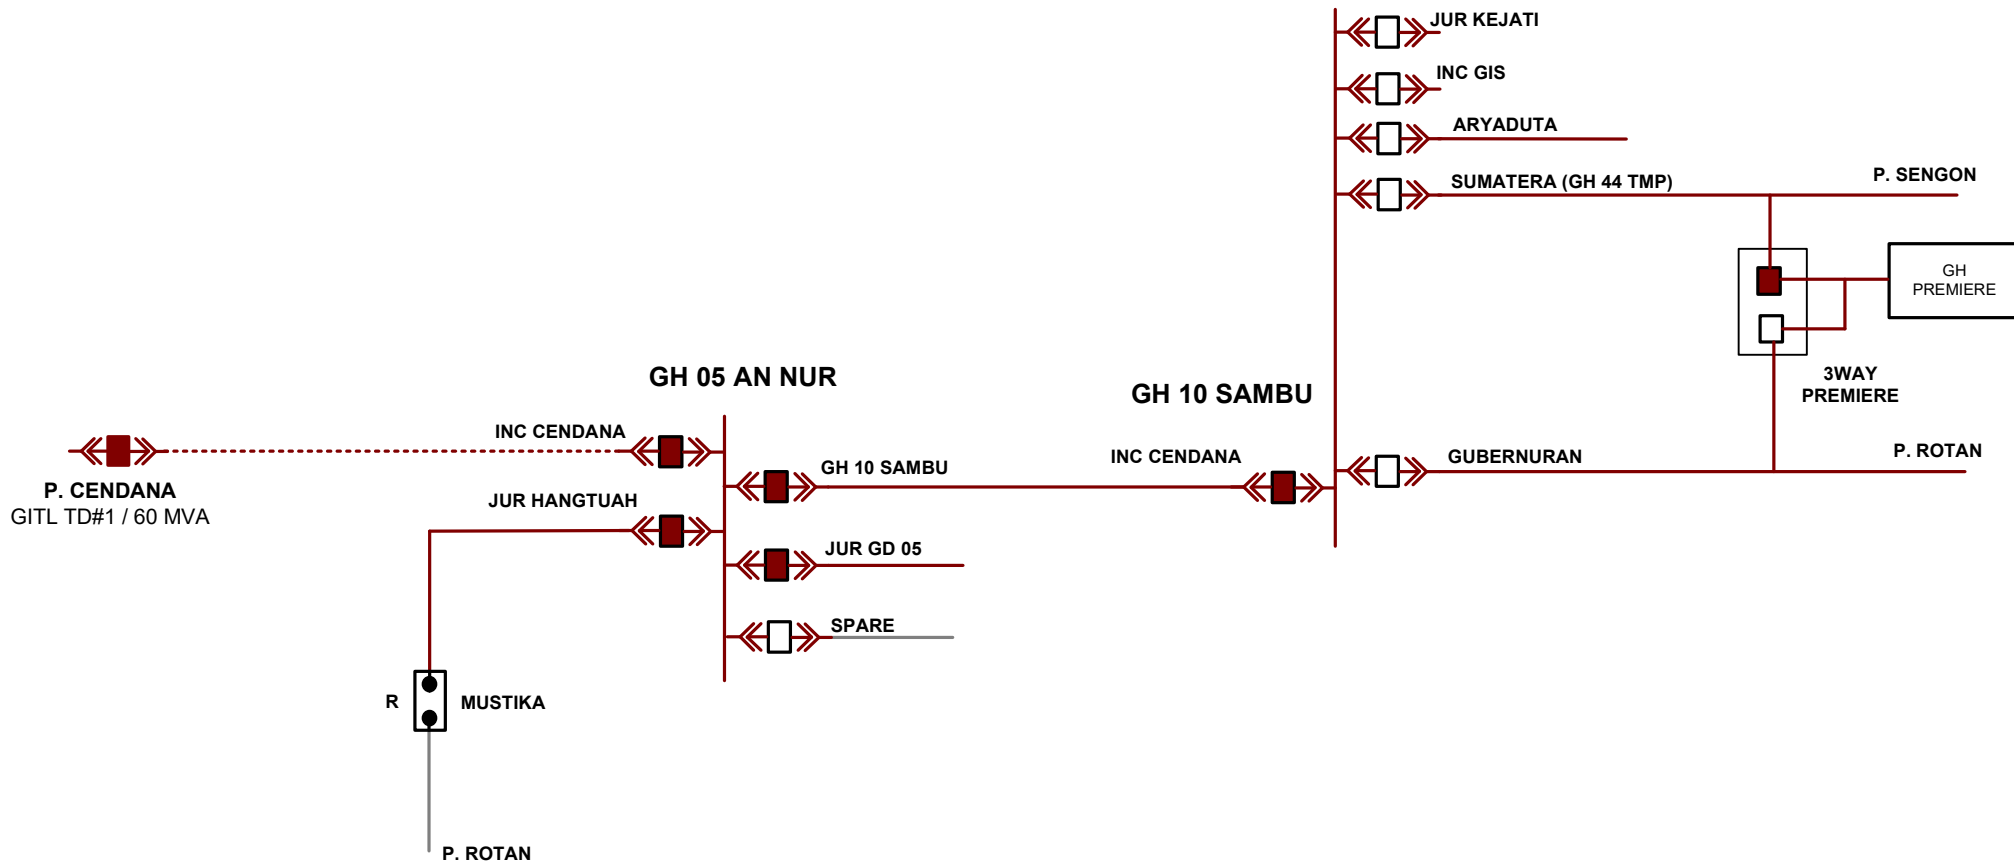 JUR KEJATI
INC GIS
ARYADUTA
SUMATERA (GH 44 TMP)
P. SENGON
GH
PREMIERE
3WAY
PREMIERE
GH 05 AN NUR
GH 10 SAMBU
INC CENDANA
GH 10 SAMBU
INC CENDANA
GUBERNURAN
P. ROTAN
P. CENDANA
GITL TD#1 / 60 MVA
JUR HANGTUAH
JUR GD 05
SPARE
R
MUSTIKA
P. ROTAN